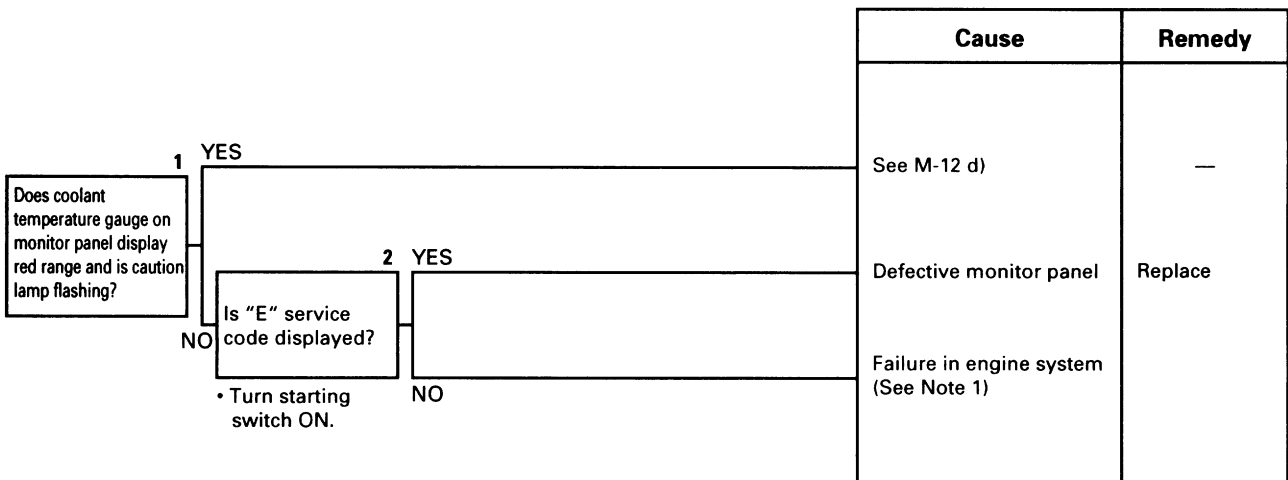 Cause
Remedy
1
YES
See M-12 d)
—
Does coolant
temperature gauge on
monitor panel display
red range and is caution
lamp flashing?
2
YES
Defective monitor panel
Replace
NO
Is "E" service
code displayed?
• Turn starting
switch ON.
NO
Failure in engine system
(See Note 1)